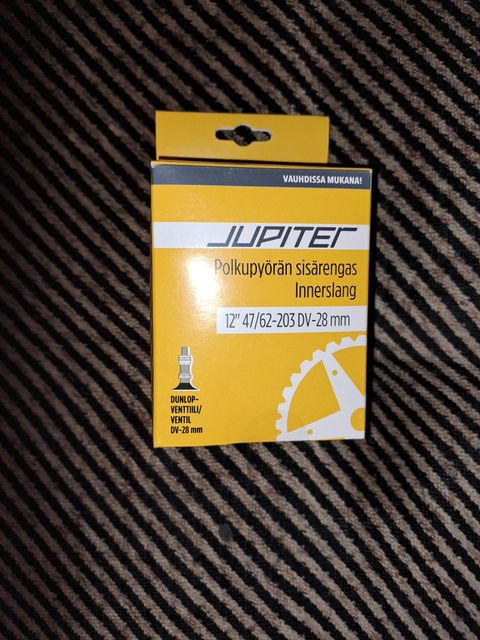 VAUHDISSA MUKANA!
JUPITER
Polkupyörän sisärengas
Innerslang
12" 47/62-203 DV-28 mm
DUNLOP-
VENTTIILI/
VENTIL
DV-28 mm